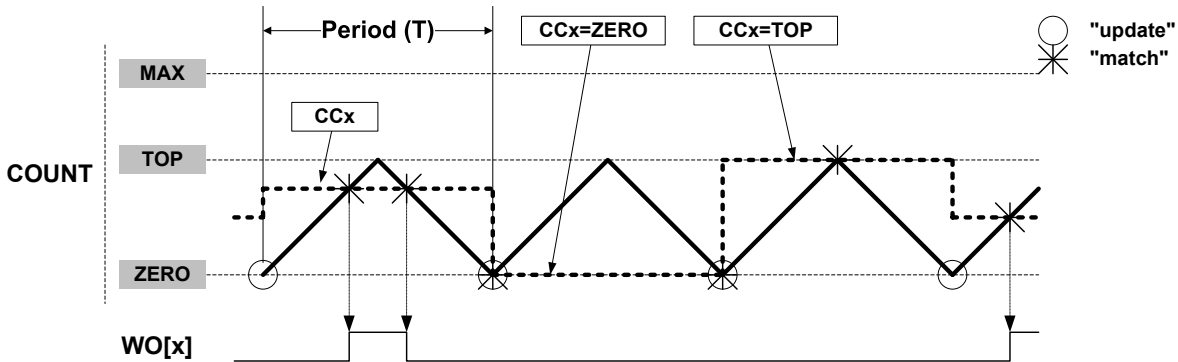 Period (T)
CCx=ZERO
CCx=TOP
"update"
"match"
MAX
CCx
TOP
COUNT
ZERO
WO[x]